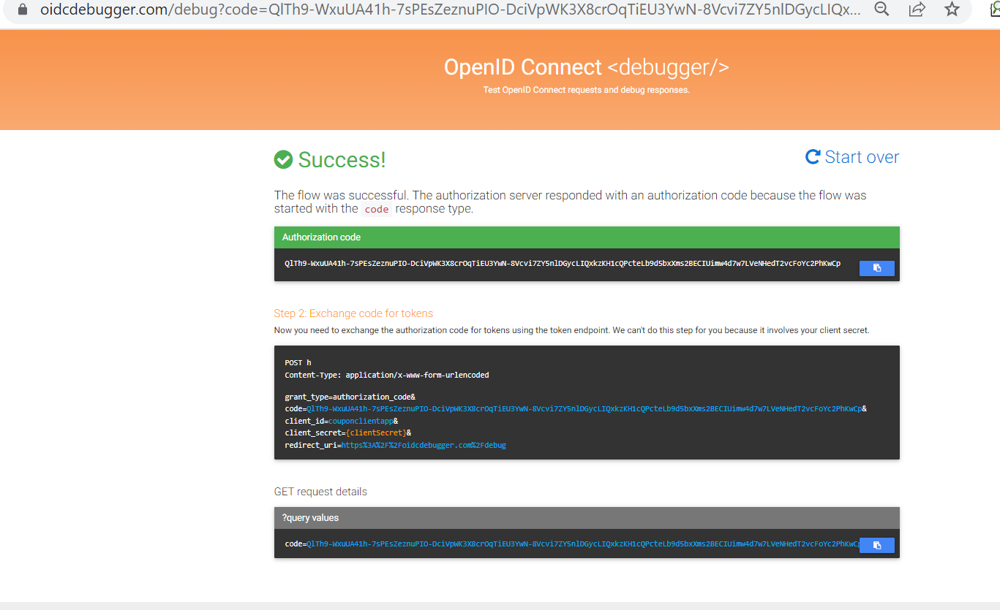 oidcdebugger.com/debug?code=QlTh9-WxuUA41h-7sPEsZeznuPIO-DciVpWK3X8crOqTiEU3YwN-8Vcvi7ZY5nlDGycLIQx...
OpenID Connect <debugger/>
Test OpenID Connect requests and debug responses.
Success!
Start over
The flow was successful. The authorization server responded with an authorization code because the flow was
started with the code response type.
Authorization code
QlTh9-WxuUA41h-7sPEsZeznuPIO-DciVpWK3X8crOqTiEU3YwN-8Vcvi7ZY5nlDGycLIQxkzKH1cQPcteLb9d5bxXms2BECIUimw4d7w7LVeNHedT2vcFoYc2PhKwCp
Step 2: Exchange code for tokens
Now you need to exchange the authorization code for tokens using the token endpoint. We can't do this step for you because it involves your client secret.
POST h
Content-Type: application/x-www-form-urlencoded
grant_type=authorization_code&
code=QlTh9-WxuUA41h-7sPEsZeznuPIO-DciVpWK3X8crOqTiEU3YwN-8Vcvi7ZY5nlDGycLIQxkzKH1cQPcteLb9d5bxXms2BECIUimw4d7w7LVeNHedT2vcFoYc2PhKwCp&
client_id=couponclientapp&
client_secret={clientSecret}&
redirect_uri=https%3A%2F%2Foidcdebugger.com%2Fdebug
GET request details
?query values
code=QlTh9-WxuUA41h-7sPEsZeznuPIO-DciVpWK3X8crOqTiEU3YwN-8Vcvi7ZY5nlDGycLIQxkzKH1cQPcteLb9d5bxXms2BECIUimw4d7w7LVeNHedT2vcFoYc2PhKwCp